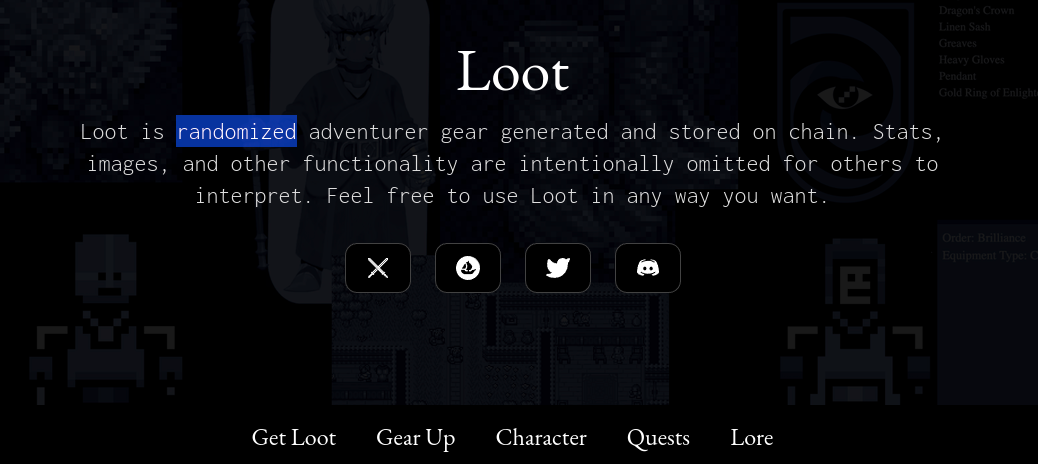 Dragon's Crown
Linen Sash
Greaves
Heavy Gloves
Pendant
Gold Ring of Enlight
Loot
Loot is randomized adventurer gear generated and stored on chain. Stats,
images, and other functionality are intentionally omitted for others to
interpret. Feel free to use Loot in any way you want.
Order: Brilliance
Equipment Type: C
Get Loot Gear Up Character Quests Lore